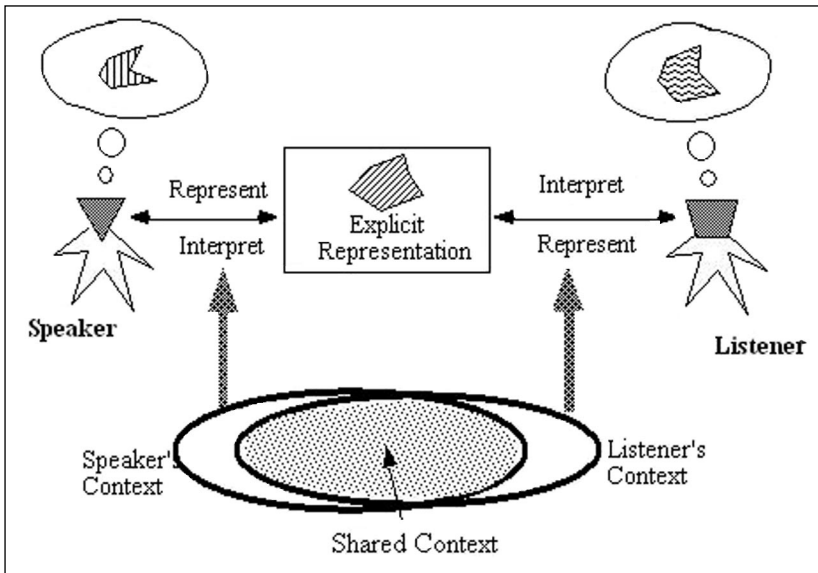 Represent
Interpret
Explicit
Representation
Interpret
Represent
Speaker
Listener
Speaker's
Context
Listener's
Context
Shared Context